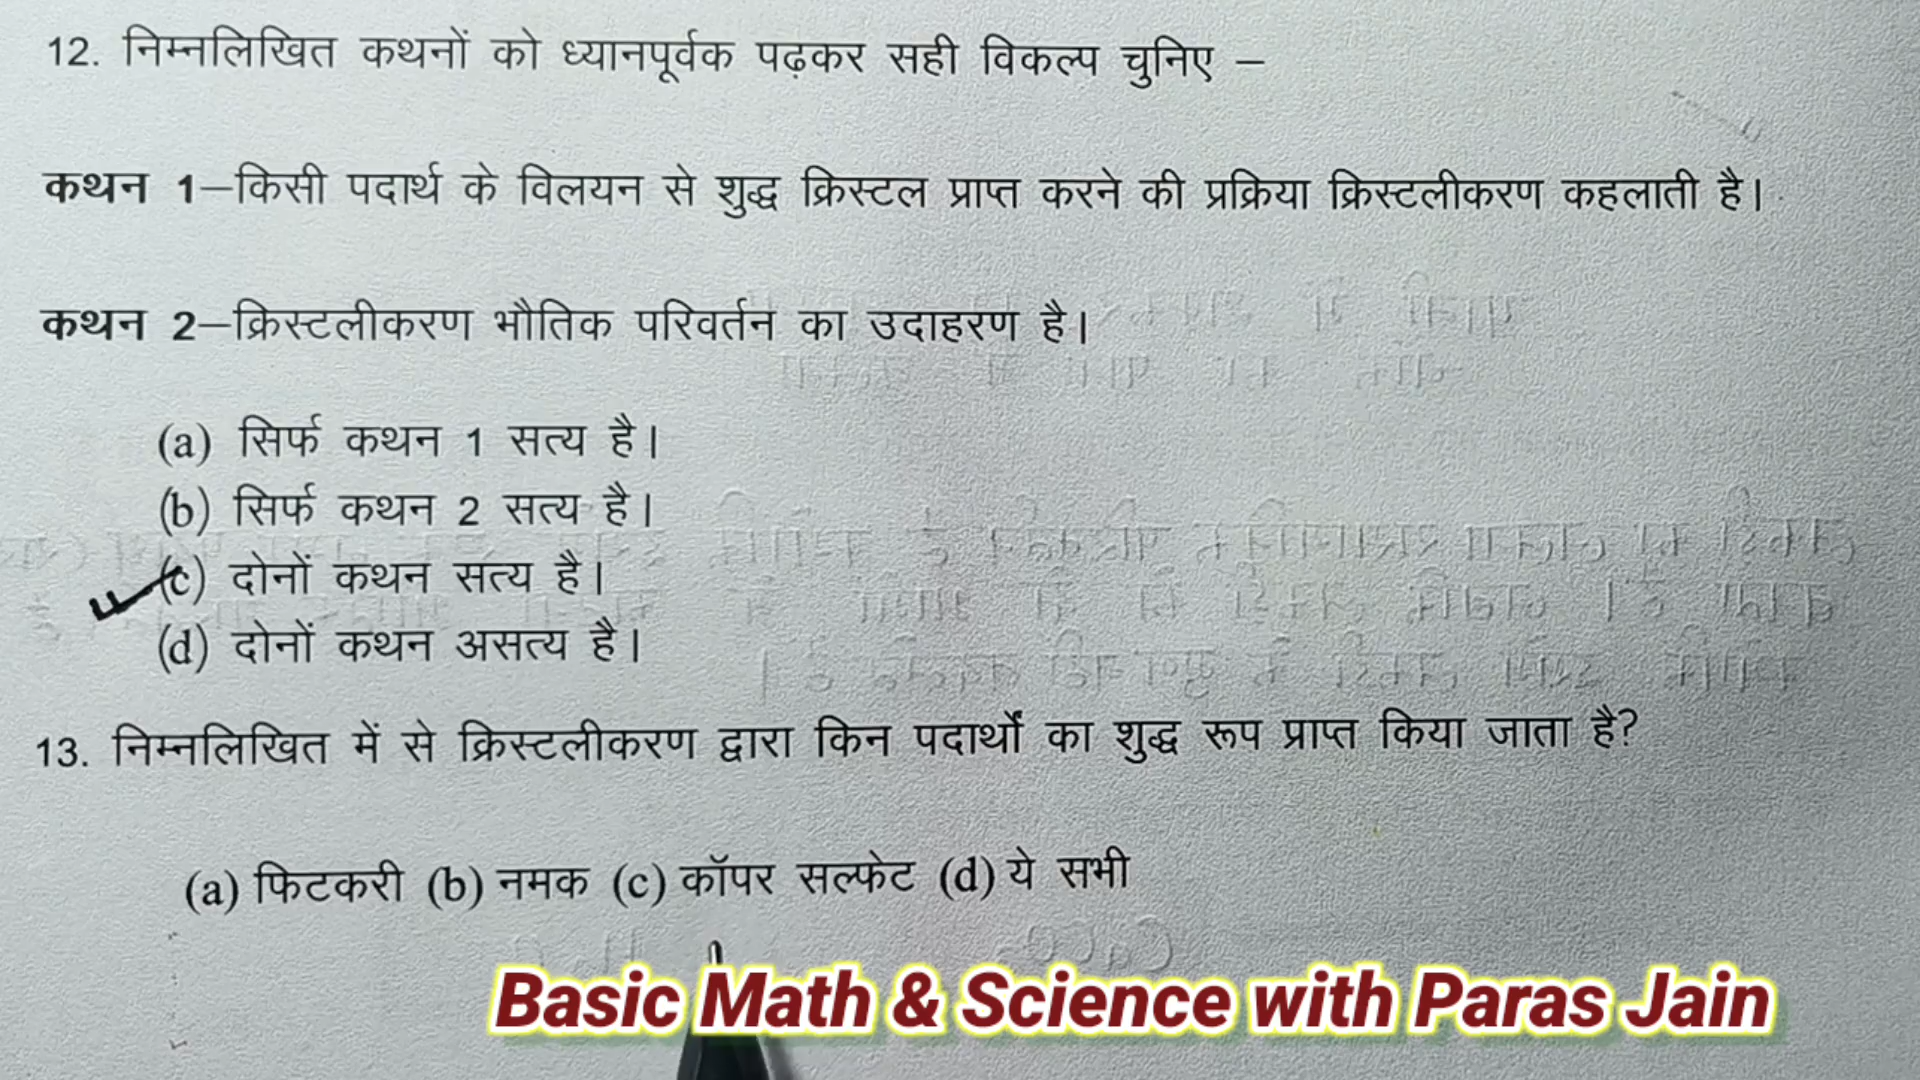 12. निम्नलिखित कथनों को ध्यानपूर्वक पढ़कर सही विकल्प चुनिए –
कथन 1–किसी पदार्थ के विलयन से शुद्ध क्रिस्टल प्राप्त करने की प्रक्रिया क्रिस्टलीकरण कहलाती है।
कथन 2–क्रिस्टलीकरण भौतिक परिवर्तन का उदाहरण है।
(a) सिर्फ कथन 1 सत्य है।
(b) सिर्फ कथन 2 सत्य है।
(c) दोनों कथन सत्य है।
(d) दोनों कथन असत्य है।
13. निम्नलिखित में से क्रिस्टलीकरण द्वारा किन पदार्थों का शुद्ध रूप प्राप्त किया जाता है?
(a) फिटकरी (b) नमक (c) कॉपर सल्फेट (d) ये सभी
Basic Math & Science with Paras Jain